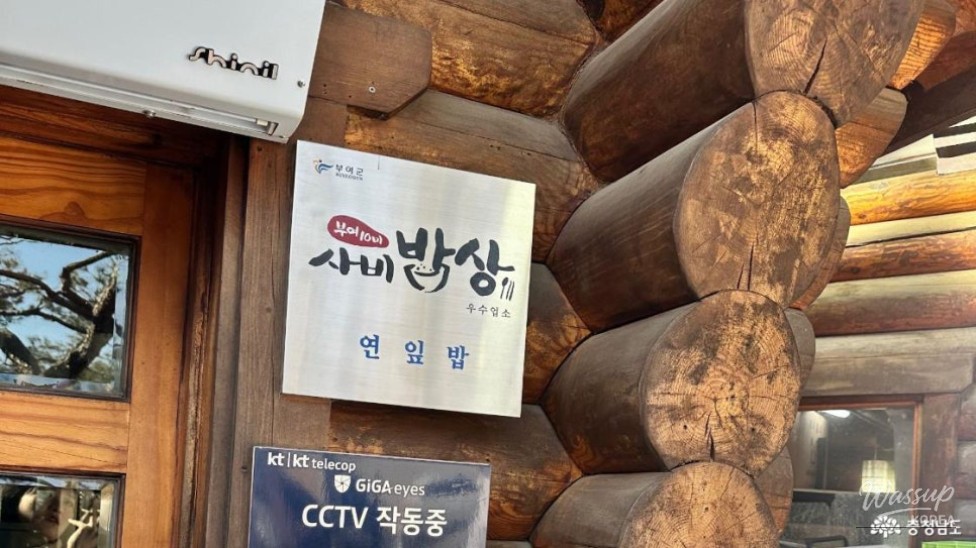 shinil
부여군
부여10미
사비밥상
우수업소
연잎밥
kt | kt telecop
GiGA eyes
CCTV 작동중
Wassup
KOREA
충청남도